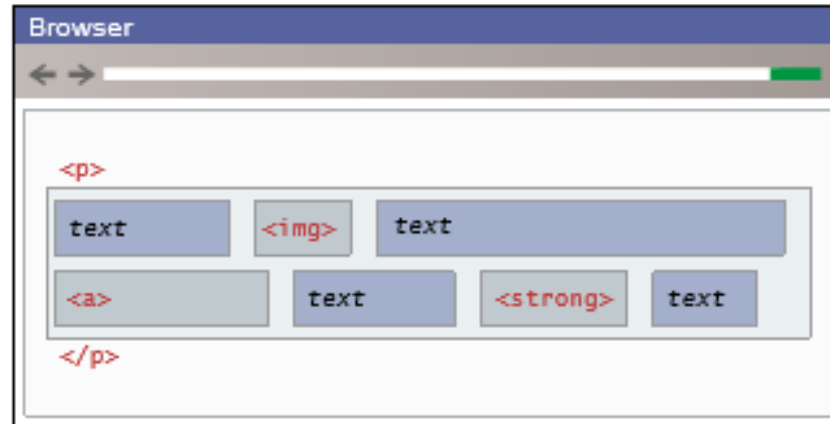 Browser
<p>
text <img> text
<a> text <strong> text
</p>